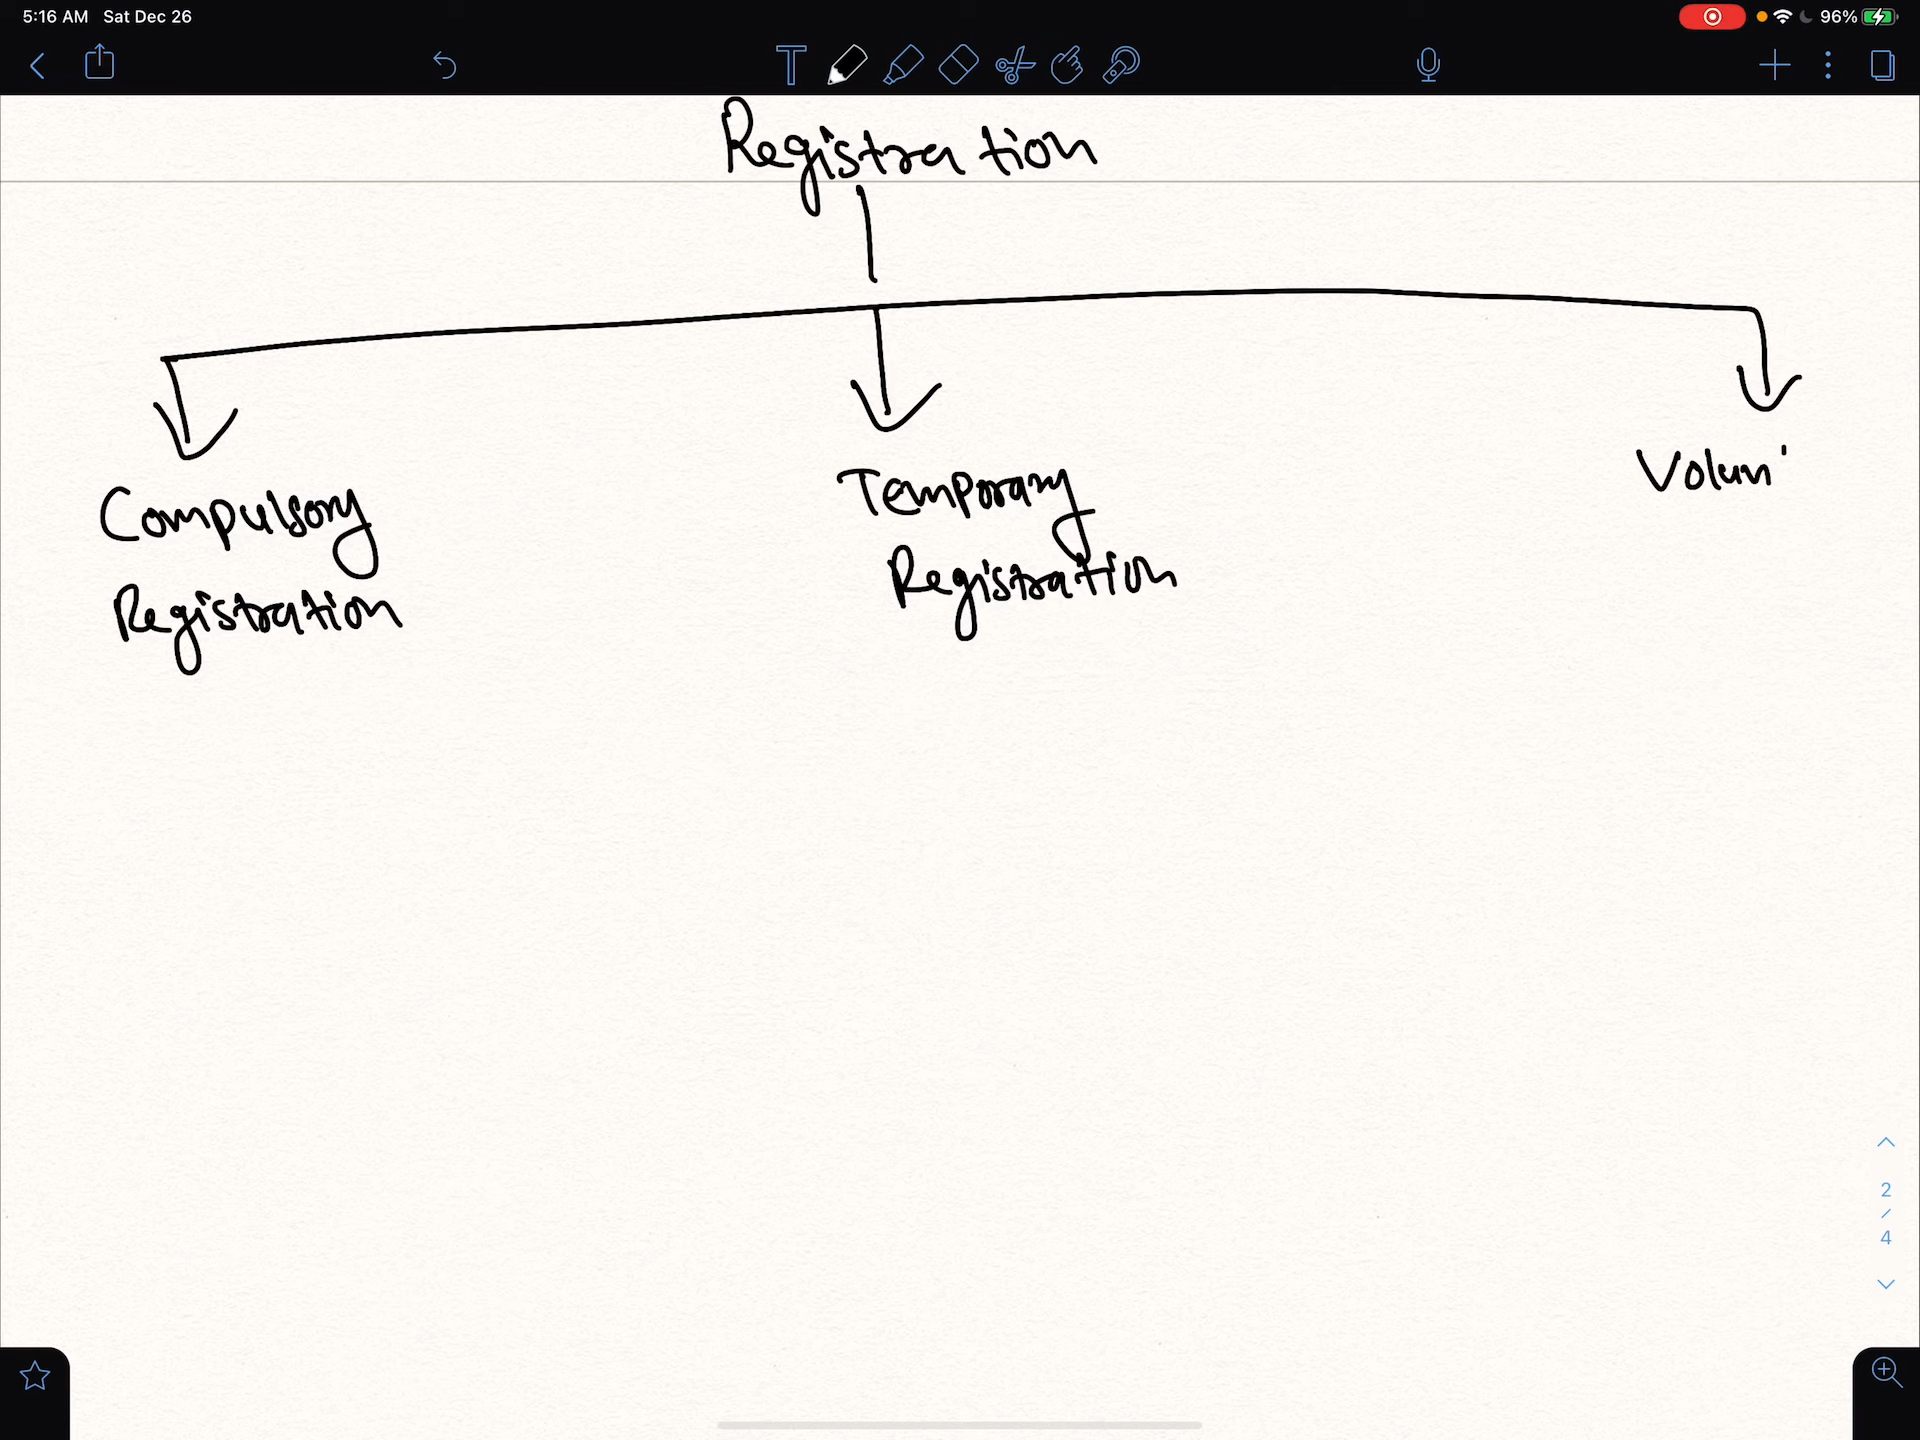 5:16 AM Sat Dec 26
96%
Registration
Compulsory
Registration
Temporary
Registration
Volun
2
/
4